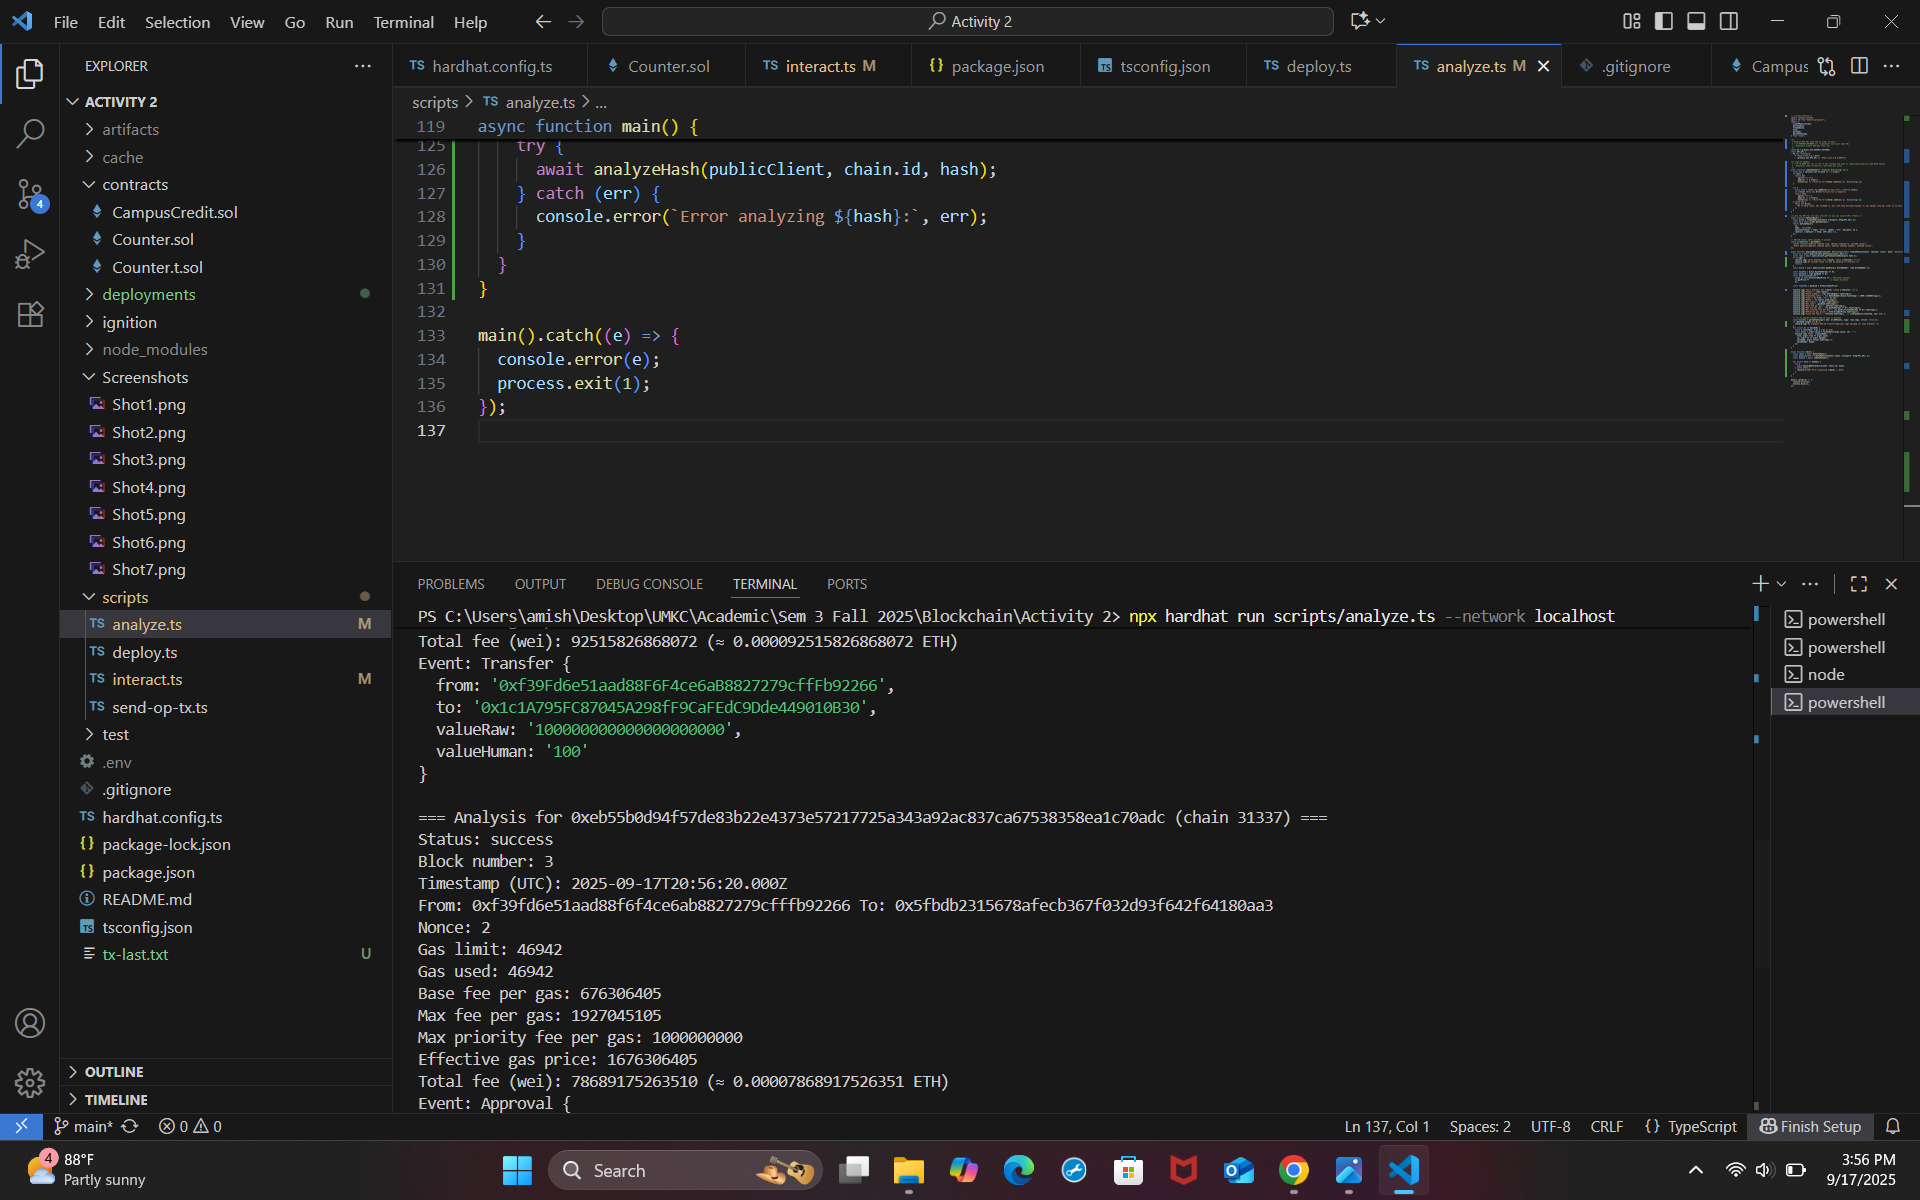 File Edit Selection View Go Run Terminal Help
Activity 2
EXPLORER
ACTIVITY 2
artifacts
cache
contracts
CampusCredit.sol
Counter.sol
Counter.t.sol
deployments
ignition
node_modules
Screenshots
Shot1.png
Shot2.png
Shot3.png
Shot4.png
Shot5.png
Shot6.png
Shot7.png
scripts
TS analyze.ts M
TS deploy.ts
TS interact.ts M
TS send-op-tx.ts
test
.env
.gitignore
TS hardhat.config.ts
{} package-lock.json
{} package.json
README.md
TS tsconfig.json
tx-last.txt U
OUTLINE
TIMELINE
4
TS hardhat.config.ts
Counter.sol
TS interact.ts M
{} package.json
TS tsconfig.json
TS deploy.ts
TS analyze.ts M
.gitignore
Campus
scripts > TS analyze.ts > ...
119 async function main() {
125 try {
126 await analyzeHash(publicClient, chain.id, hash);
127 } catch (err) {
128 console.error(`Error analyzing ${hash}:`, err);
129 }
130 }
131 }
132
133 main().catch((e) => {
134 console.error(e);
135 process.exit(1);
136 });
137
PROBLEMS OUTPUT DEBUG CONSOLE TERMINAL PORTS
PS C:\Users\amish\Desktop\UMKC\Academic\Sem 3 Fall 2025\Blockchain\Activity 2> npx hardhat run scripts/analyze.ts --network localhost
Total fee (wei): 92515826868072 (≈ 0.000092515826868072 ETH)
Event: Transfer {
from: '0xf39Fd6e51aad88F6F4ce6aB8827279cffFb92266',
to: '0x1c1A795FC87045A298fF9CaFEdC9Dde449010B30',
valueRaw: '100000000000000000000',
valueHuman: '100'
}
=== Analysis for 0xeb55b0d94f57de83b22e4373e57217725a343a92ac837ca67538358ea1c70adc (chain 31337) ===
Status: success
Block number: 3
Timestamp (UTC): 2025-09-17T20:56:20.000Z
From: 0xf39fd6e51aad88f6f4ce6ab8827279cfffb92266 To: 0x5fbdb2315678afecb367f032d93f642f64180aa3
Nonce: 2
Gas limit: 46942
Gas used: 46942
Base fee per gas: 676306405
Max fee per gas: 1927045105
Max priority fee per gas: 1000000000
Effective gas price: 1676306405
Total fee (wei): 78689175263510 (≈ 0.00007868917526351 ETH)
Event: Approval {
powershell
powershell
node
powershell
main* 0 0
Ln 137, Col 1 Spaces: 2 UTF-8 CRLF {} TypeScript Finish Setup
4
88°F
Partly sunny
Search
3:56 PM
9/17/2025